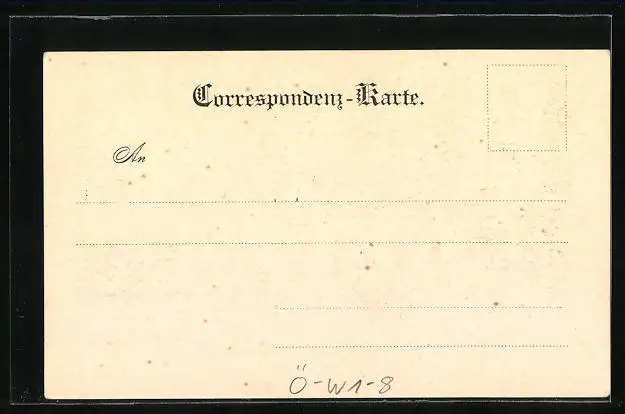 Correspondenz-Karte.
An
Ö-W1-8